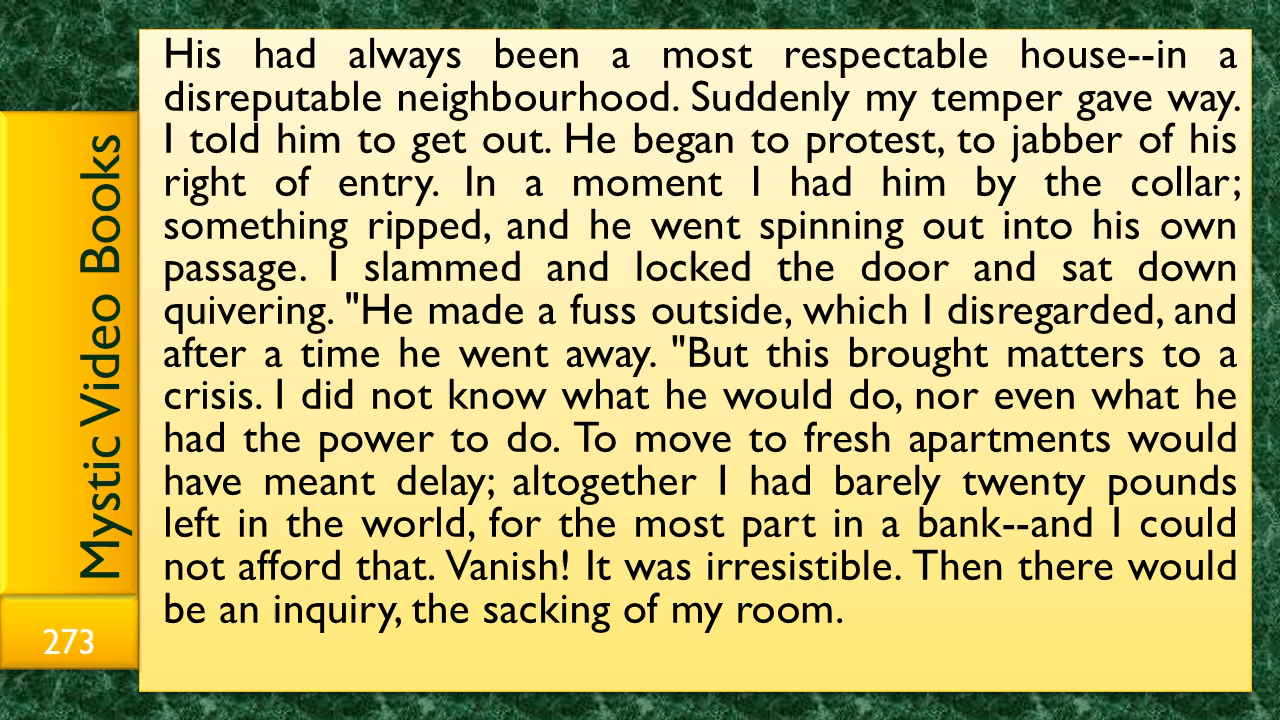 His had always been a most respectable house--in a
disreputable neighbourhood. Suddenly my temper gave way.
I told him to get out. He began to protest, to jabber of his
right of entry. In a moment I had him by the collar;
something ripped, and he went spinning out into his own
passage. I slammed and locked the door and sat down
quivering. "He made a fuss outside, which I disregarded, and
after a time he went away. "But this brought matters to a
crisis. I did not know what he would do, nor even what he
had the power to do. To move to fresh apartments would
have meant delay; altogether I had barely twenty pounds
left in the world, for the most part in a bank--and I could
not afford that. Vanish! It was irresistible. Then there would
be an inquiry, the sacking of my room.
Mystic Video Books
273